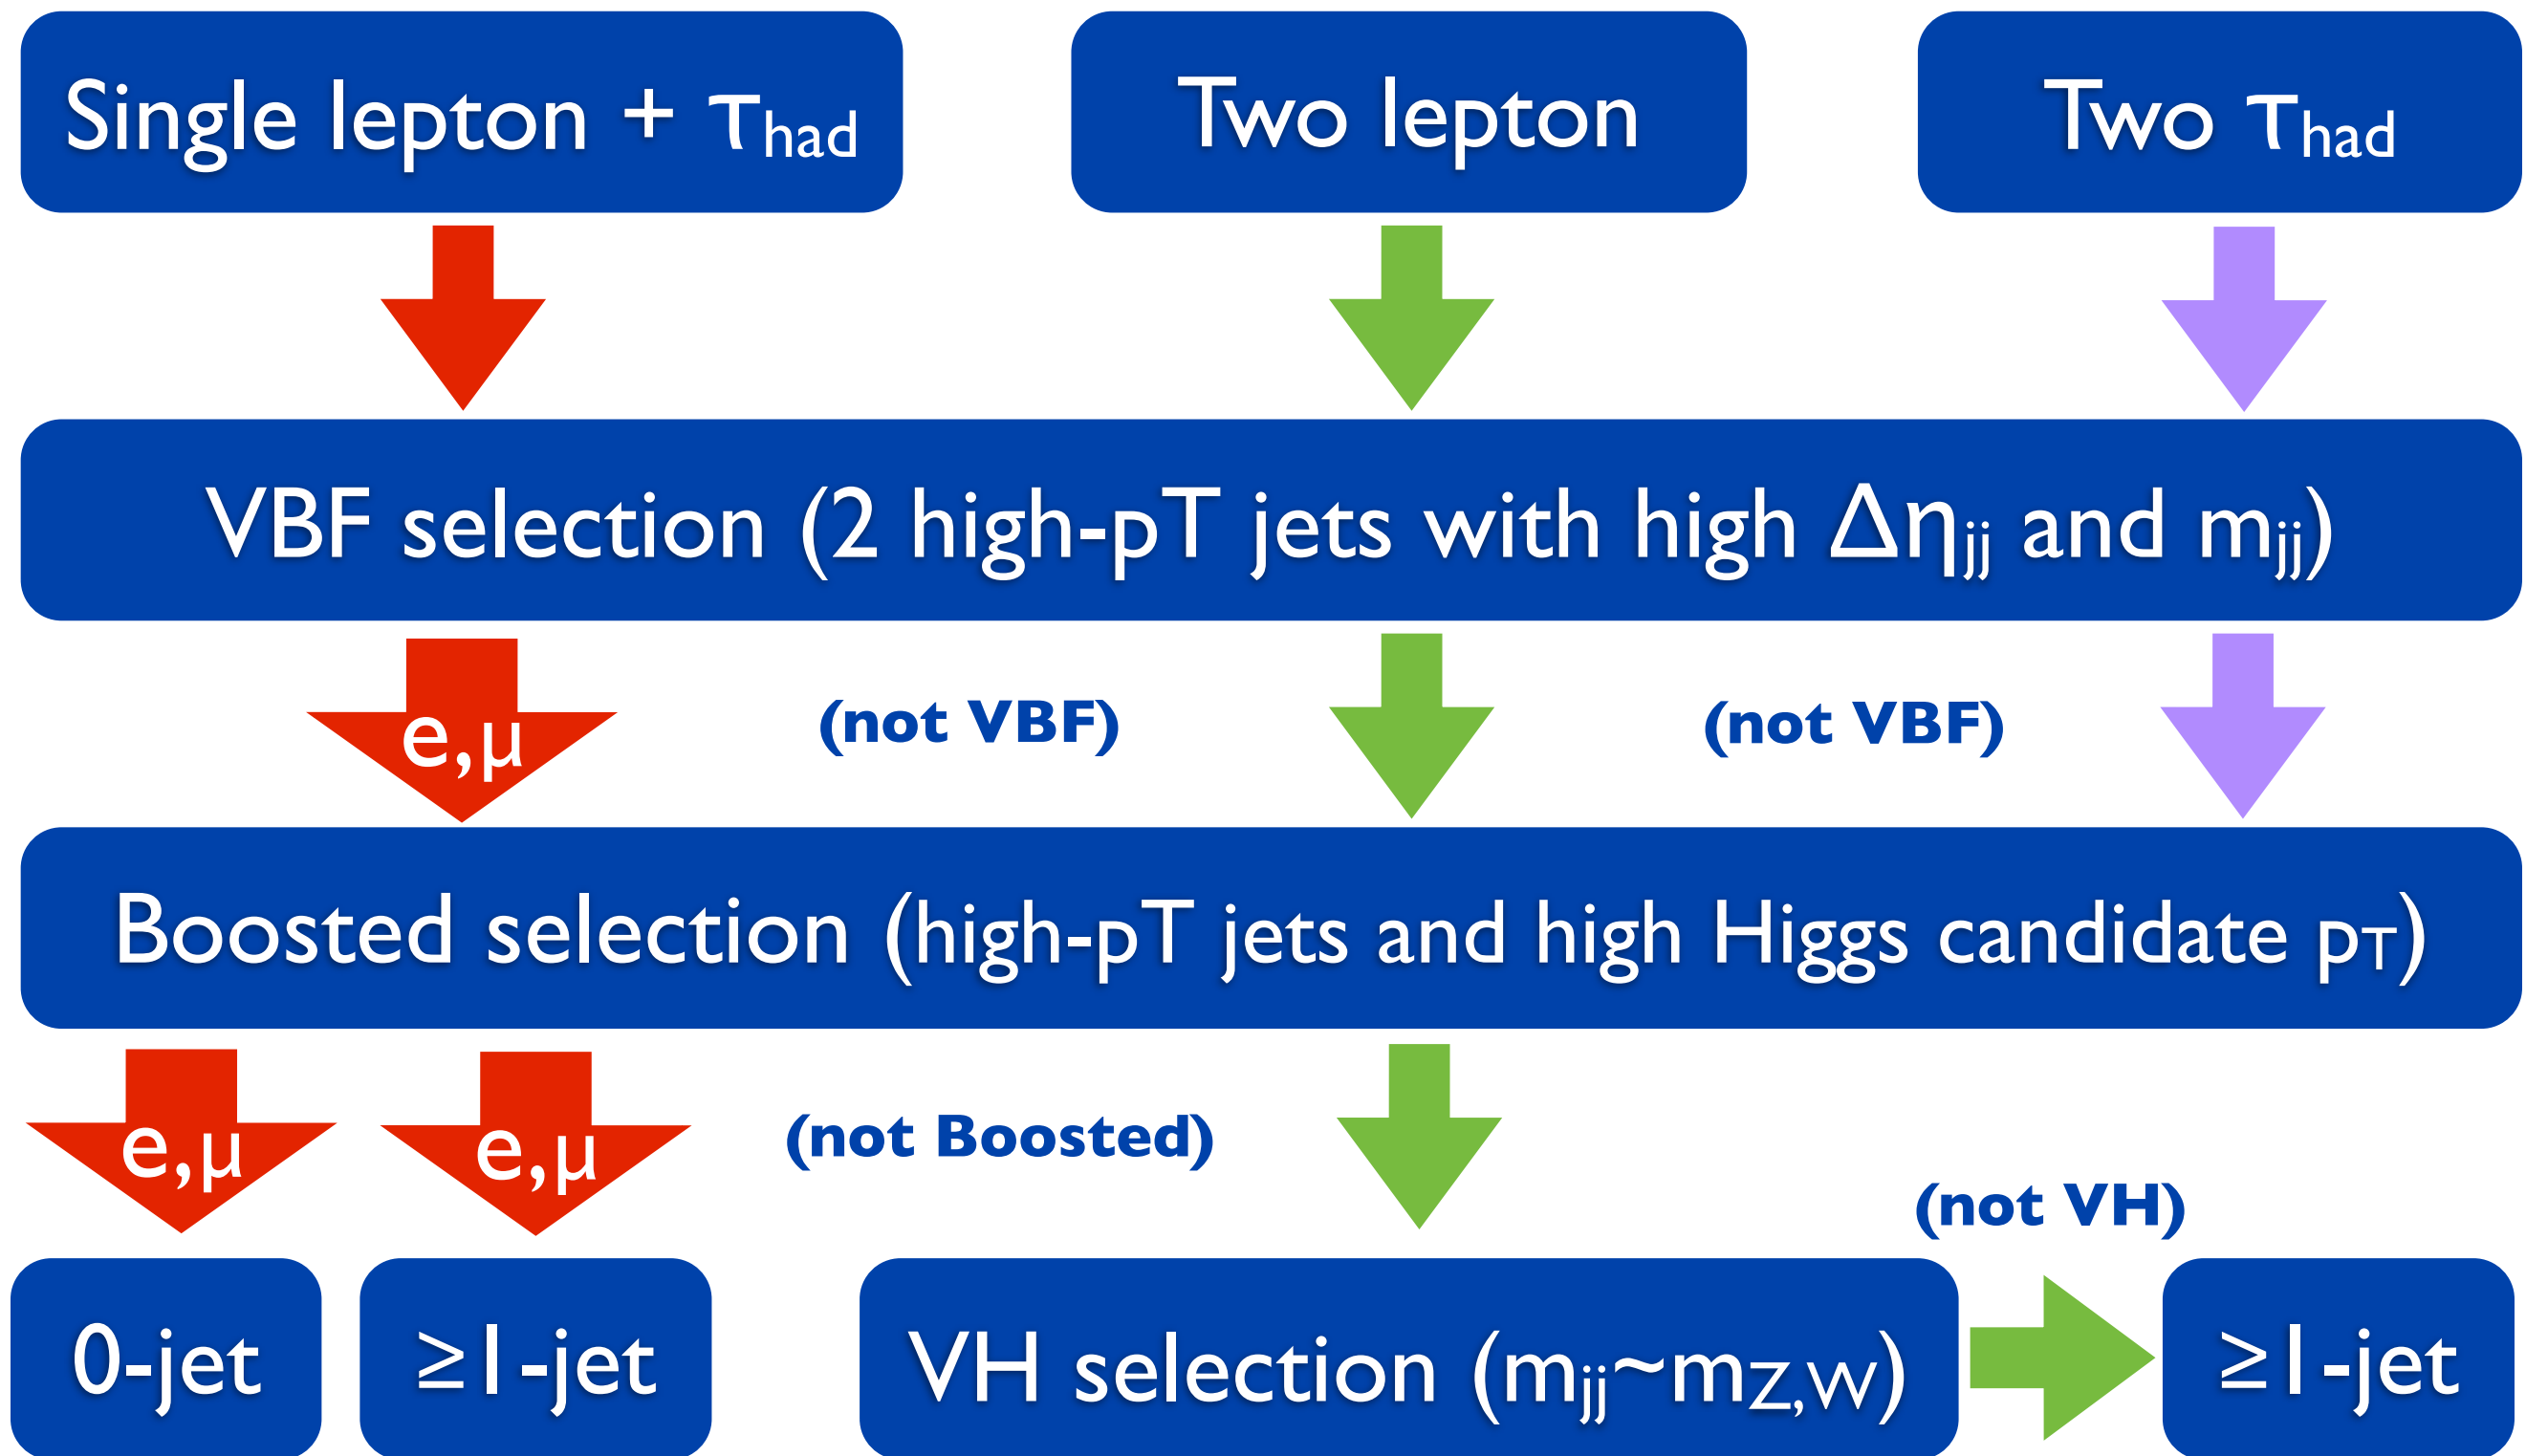 Single lepton + τhad
Two lepton
Two τhad
VBF selection (2 high-pT jets with high Δηjj and mjj)
e,μ
(not VBF)
(not VBF)
Boosted selection (high-pT jets and high Higgs candidate pT)
e,μ
e,μ
(not Boosted)
(not VH)
0-jet
≥1-jet
VH selection (mjj~mZ,W)
≥1-jet